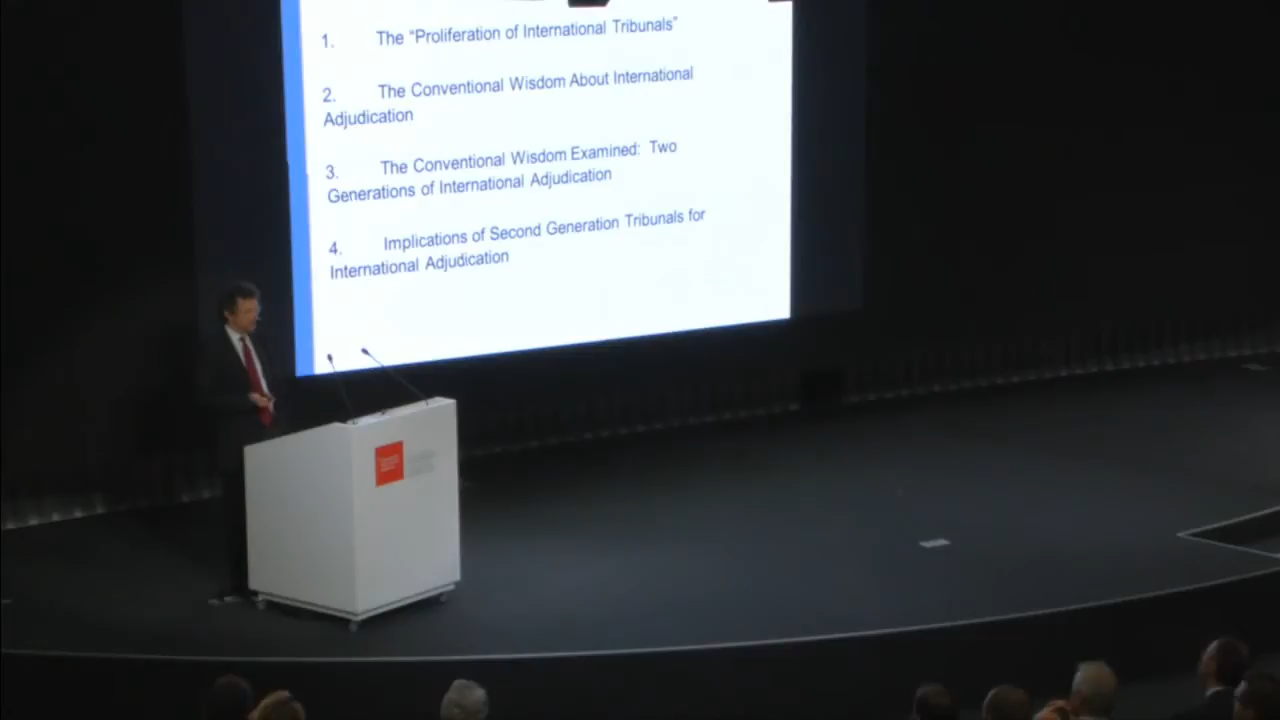 1. The “Proliferation of International Tribunals”
2. The Conventional Wisdom About International
Adjudication
3. The Conventional Wisdom Examined: Two
Generations of International Adjudication
4. Implications of Second Generation Tribunals for
International Adjudication